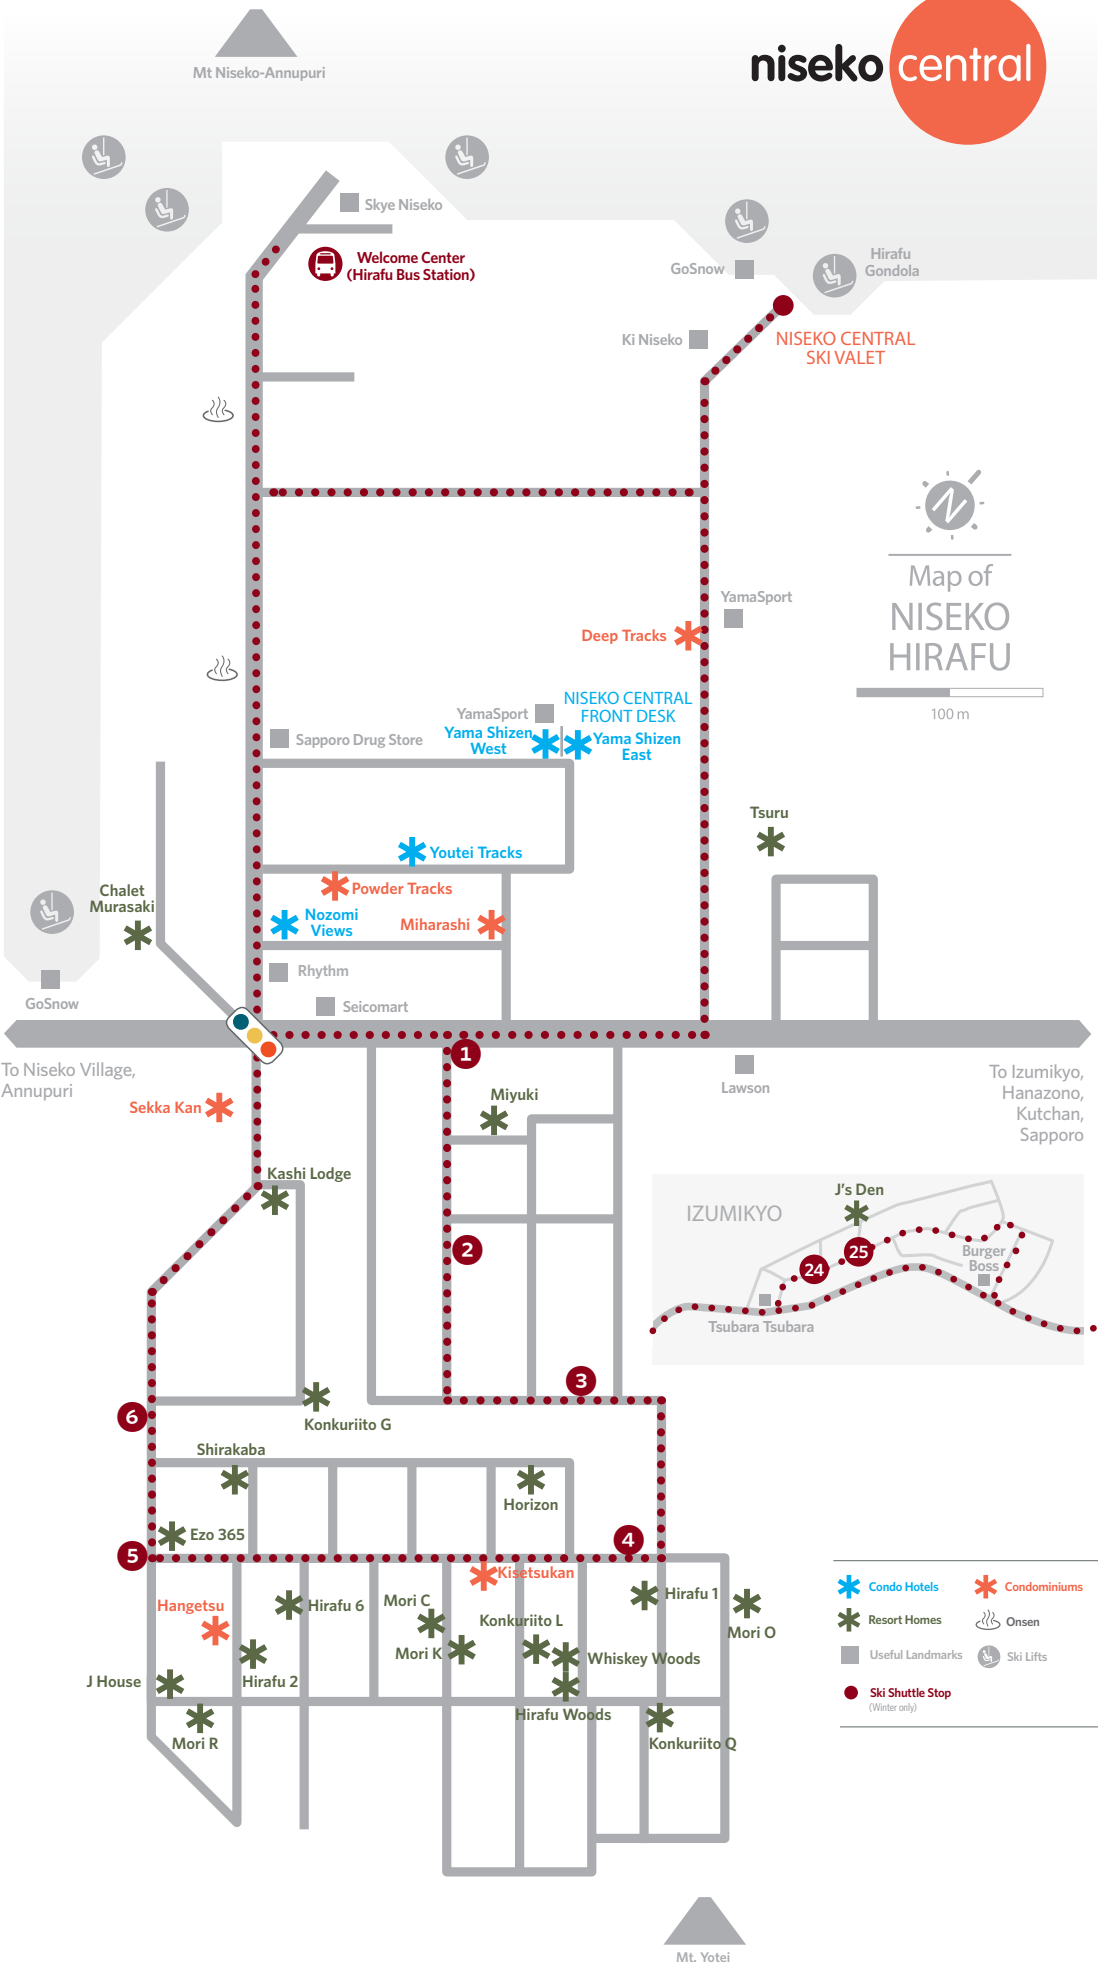 niseko central
Mt Niseko-Annupuri
Skye Niseko
Welcome Center
(Hirafu Bus Station)
GoSnow
Hirafu
Gondola
Ki Niseko
NISEKO CENTRAL
SKI VALET
N
Map of
NISEKO
HIRAFU
100 m
YamaSport
Deep Tracks
NISEKO CENTRAL
FRONT DESK
YamaSport
Yama Shizen
West
Yama Shizen
East
Sapporo Drug Store
Tsuru
Youtei Tracks
Powder Tracks
Chalet
Murasaki
Nozomi
Views
Miharashi
Rhythm
GoSnow
Seicomart
To Niseko Village,
Annupuri
1
Lawson
To Izumikyo,
Hanazono,
Kutchan,
Sapporo
Sekka Kan
Miyuki
Kashi Lodge
2
IZUMIKYO
J's Den
25
24
Burger
Boss
Tsubara Tsubara
3
6
Konkuriito G
Shirakaba
Horizon
Ezo 365
4
5
Kisetsukan
Hangetsu
Hirafu 6
Mori C
Hirafu 1
Konkuriito L
Mori O
Mori K
Whiskey Woods
J House
Hirafu 2
Hirafu Woods
Mori R
Konkuriito Q
Condo Hotels
Condominiums
Resort Homes
Onsen
Useful Landmarks
Ski Lifts
Ski Shuttle Stop
(Winter only)
Mt. Yotei